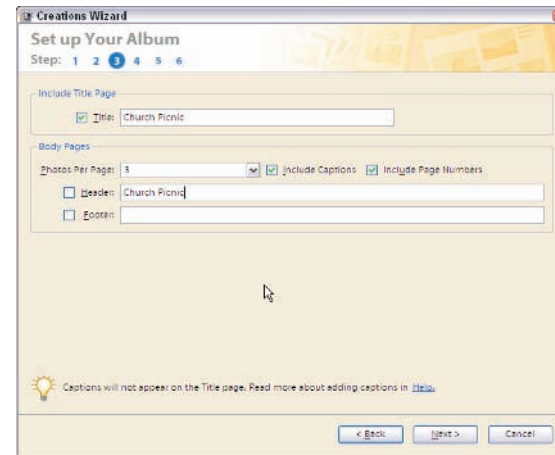 Creations Wizard
Set up Your Album
Step: 1 2 3 4 5 6
Include Title Page
Title: Church Picnic
Body Pages
Photos Per Page: 3 Include Captions Include Page Numbers
Header: Church Picnic
Footer:
Captions will not appear on the Title page. Read more about adding captions in Help.
< Back Next > Cancel